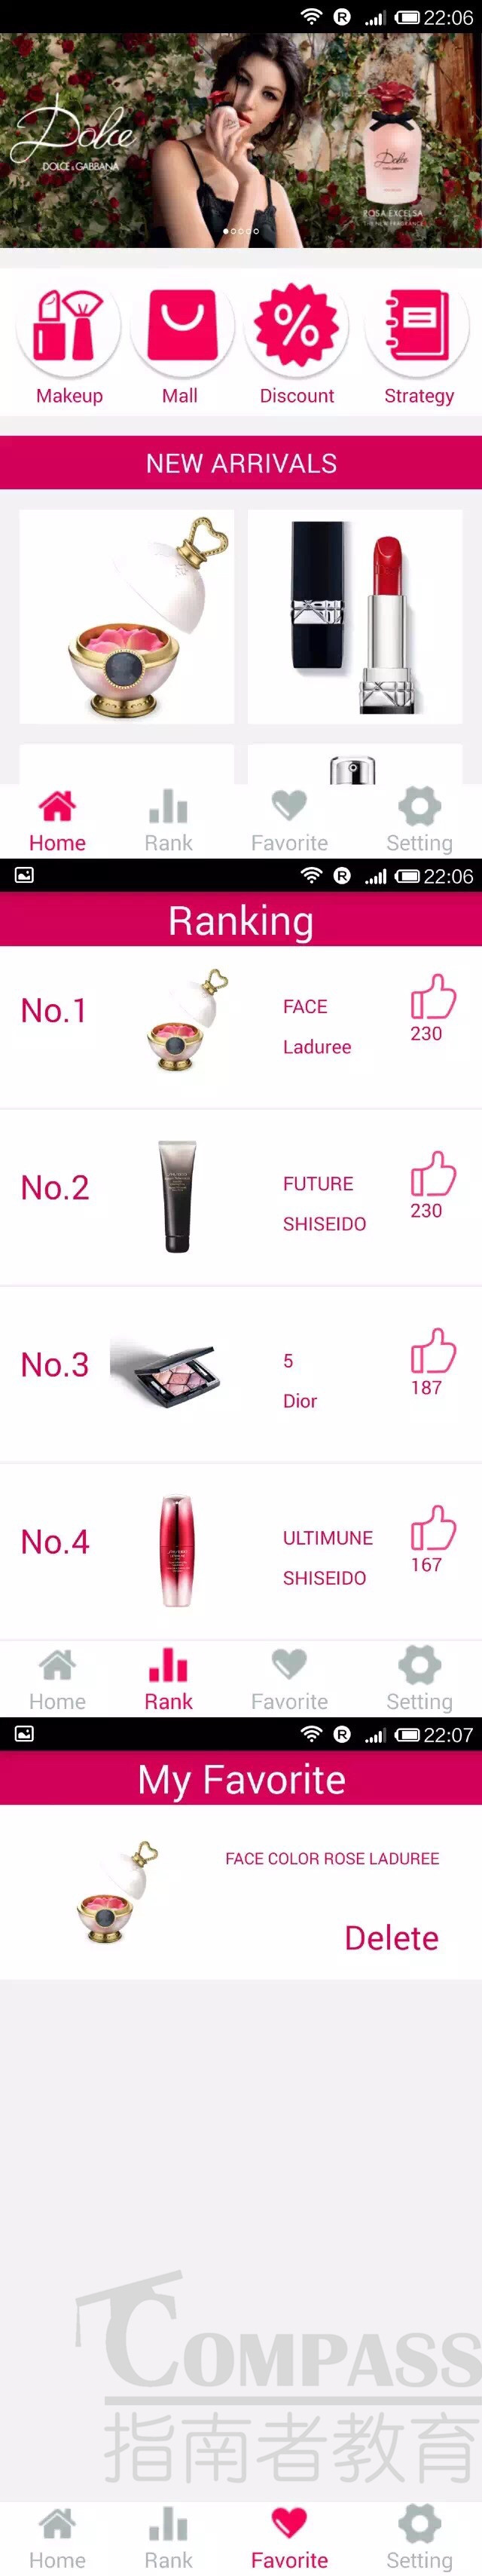 R 22:06
Dolce
DOLCE & GABBANA
Dolce
ROSA EXCELSA
THE NEW FRAGRANCE
Makeup Mall Discount Strategy
NEW ARRIVALS
Home Rank Favorite Setting
R 22:06
Ranking
No.1
FACE
Laduree
230
No.2
FUTURE
SHISEIDO
230
No.3
5
Dior
187
No.4
ULTIMUNE
SHISEIDO
167
Home Rank Favorite Setting
R 22:07
My Favorite
FACE COLOR ROSE LADUREE
Delete
COMPASS
指南者教育
Home Rank Favorite Setting